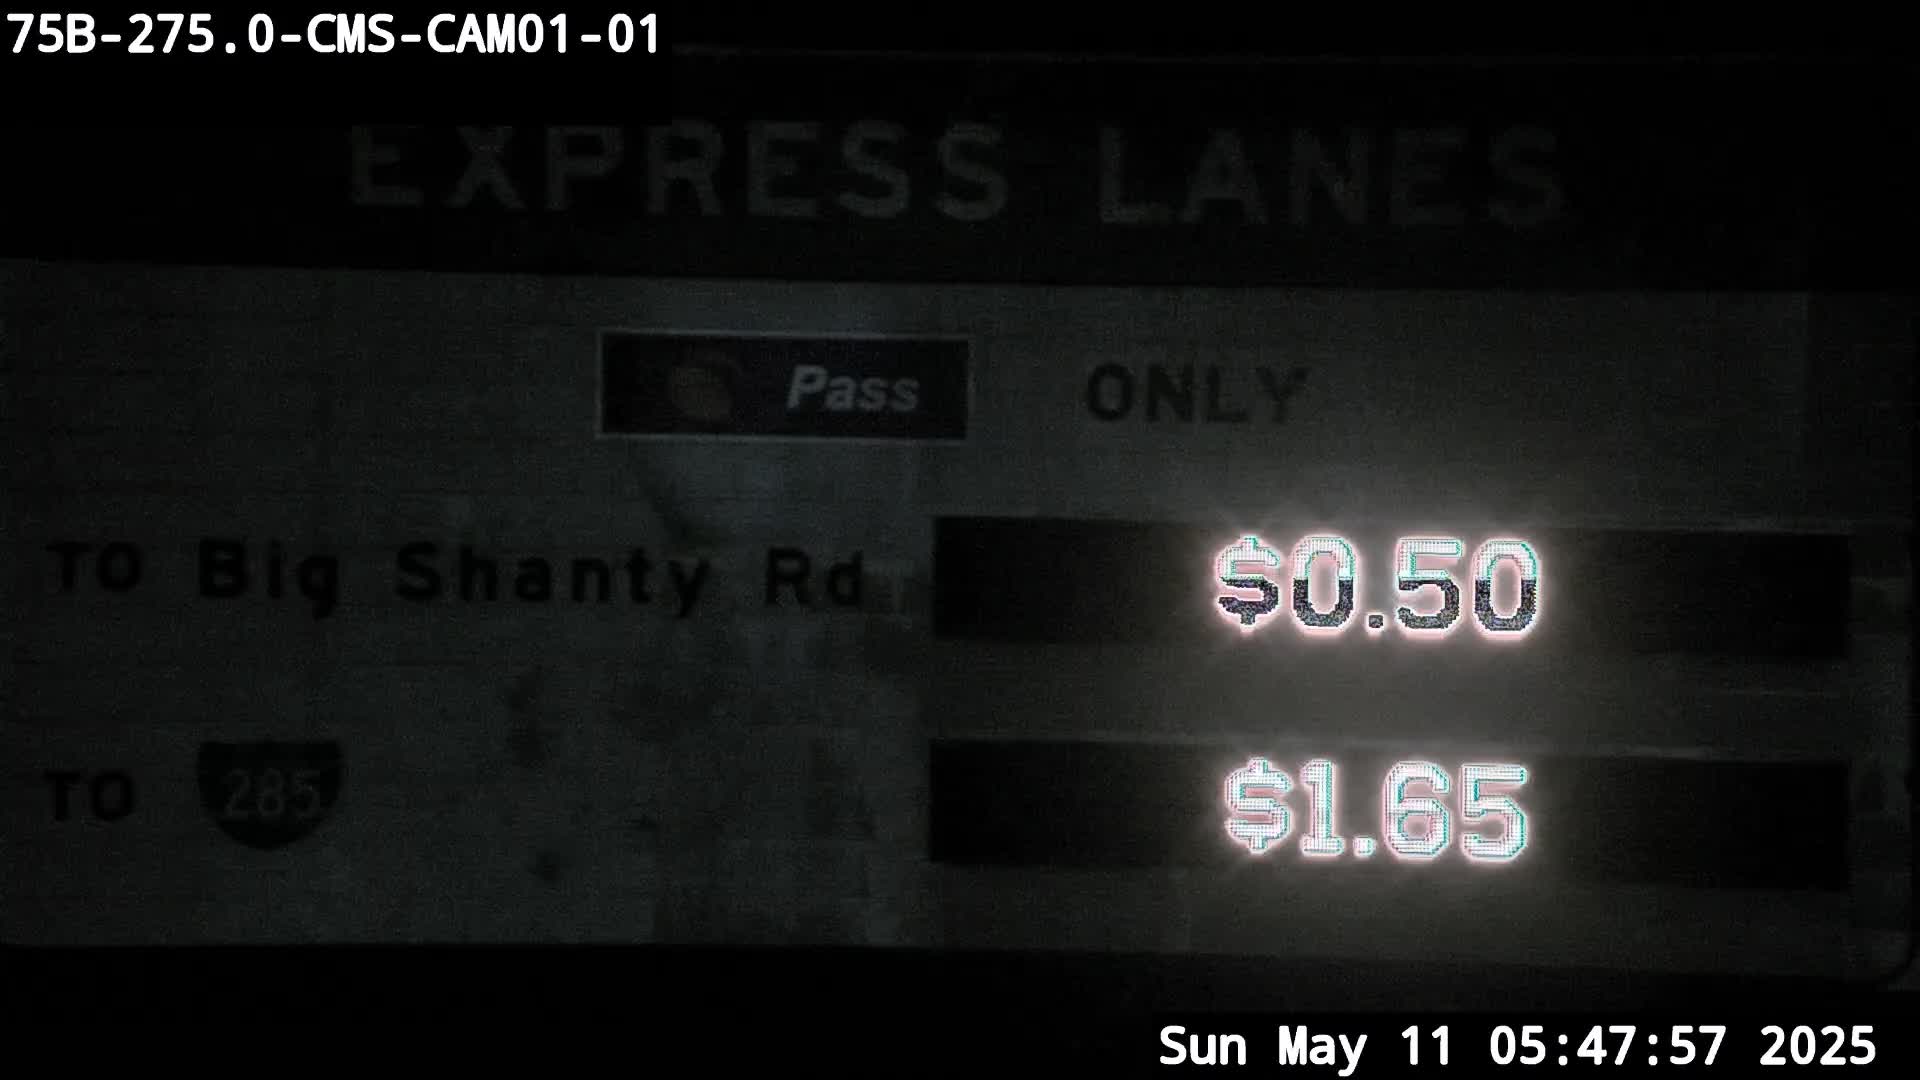 75B-275.0-CMS-CAM01-01
EXPRESS LANES
Pass ONLY
TO Big Shanty Rd $0.50
TO 285 $1.65
Sun May 11 05:47:57 2025